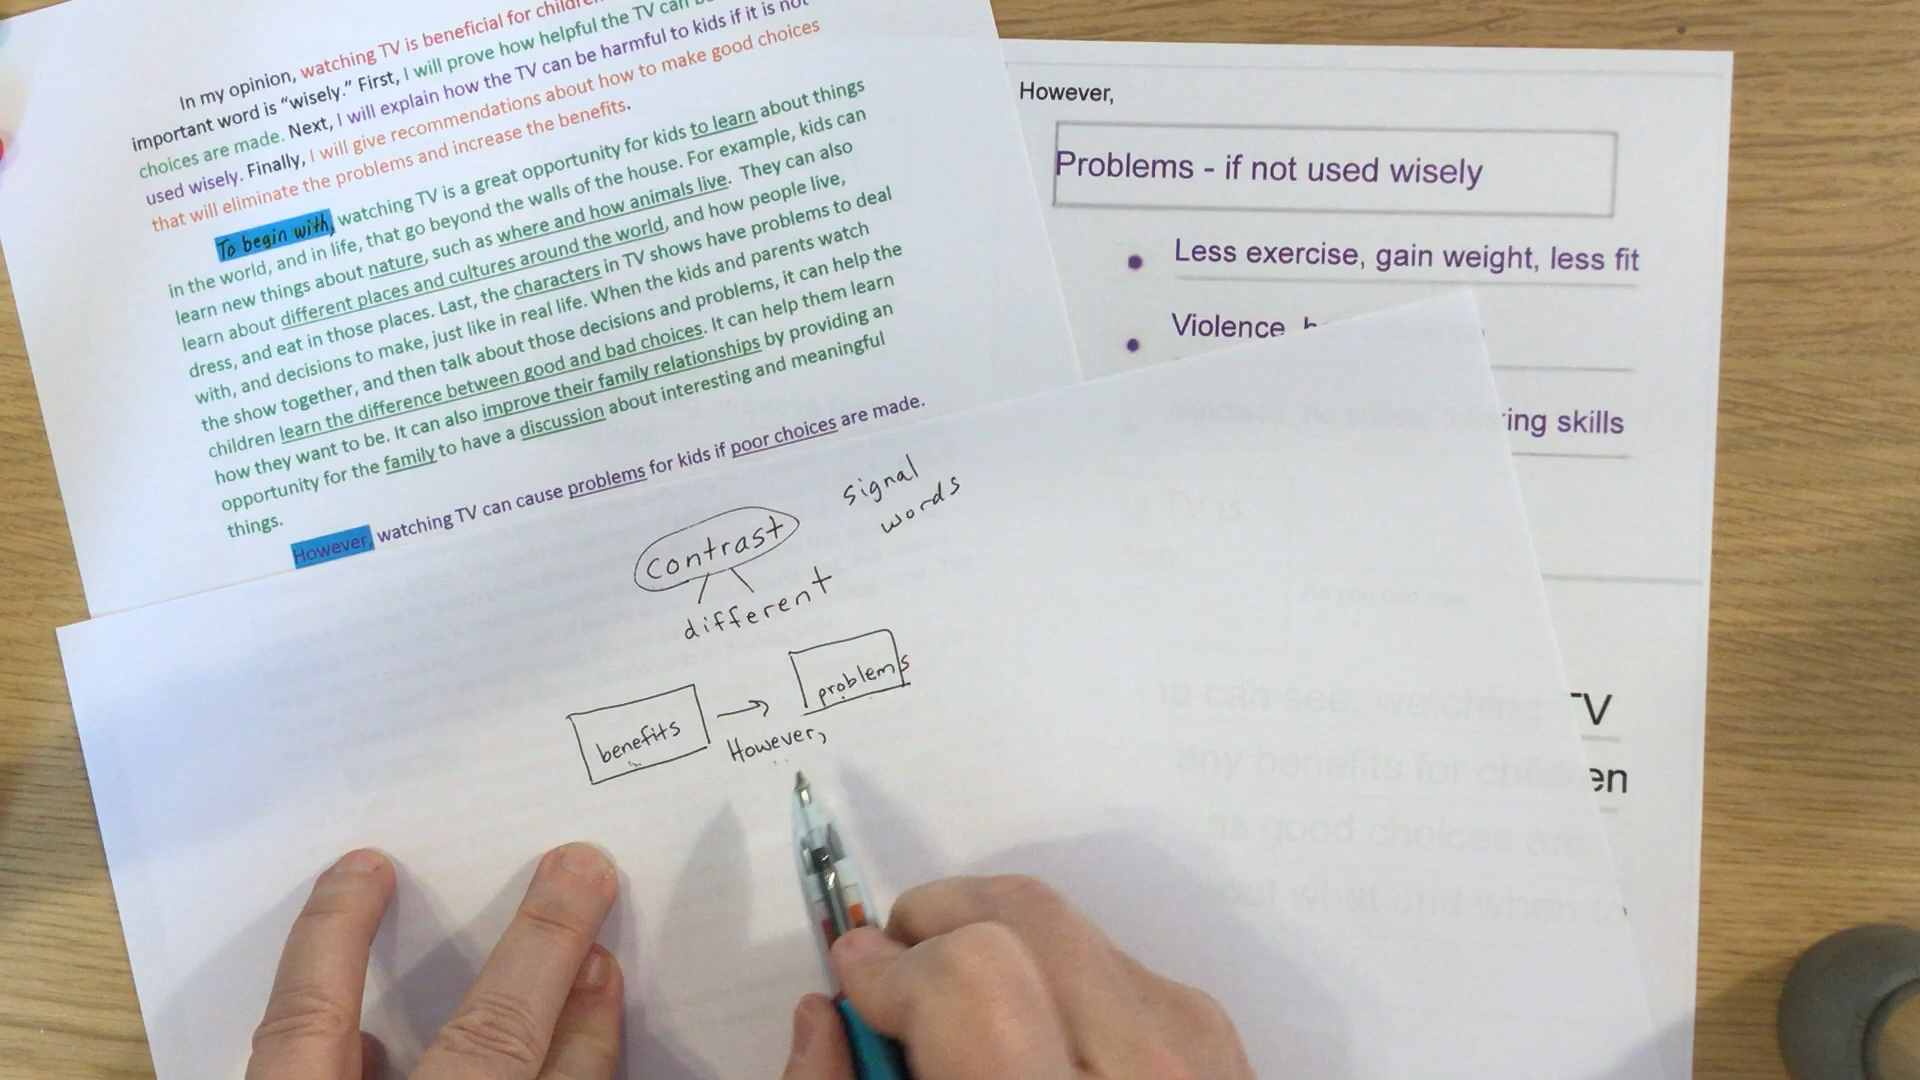 In my opinion, watching TV is beneficial for
important word is “wisely.” First, I will prove how helpful the TV can
choices are made. Next, I will explain how the TV can be harmful to kids if it is not
used wisely. Finally, I will give recommendations about how to make good choices
that will eliminate the problems and increase the benefits.
To begin with, watching TV is a great opportunity for kids to learn about things
in the world, and in life, that go beyond the walls of the house. For example, kids can
learn new things about nature, such as where and how animals live. They can also
learn about different places and cultures around the world, and how people live,
dress, and eat in those places. Last, the characters in TV shows have problems to deal
with, and decisions to make, just like in real life. When the kids and parents watch
the show together, and then talk about those decisions and problems, it can help the
children learn the difference between good and bad choices. It can help them learn
how they want to be. It can also improve their family relationships by providing an
opportunity for the family to have a discussion about interesting and meaningful
things.
However, watching TV can cause problems for kids if poor choices are made.
signal
words
contrast
different
benefits
However,
problems
However,
Problems - if not used wisely
Less exercise, gain weight, less fit
Violence
ing skills
TV
en